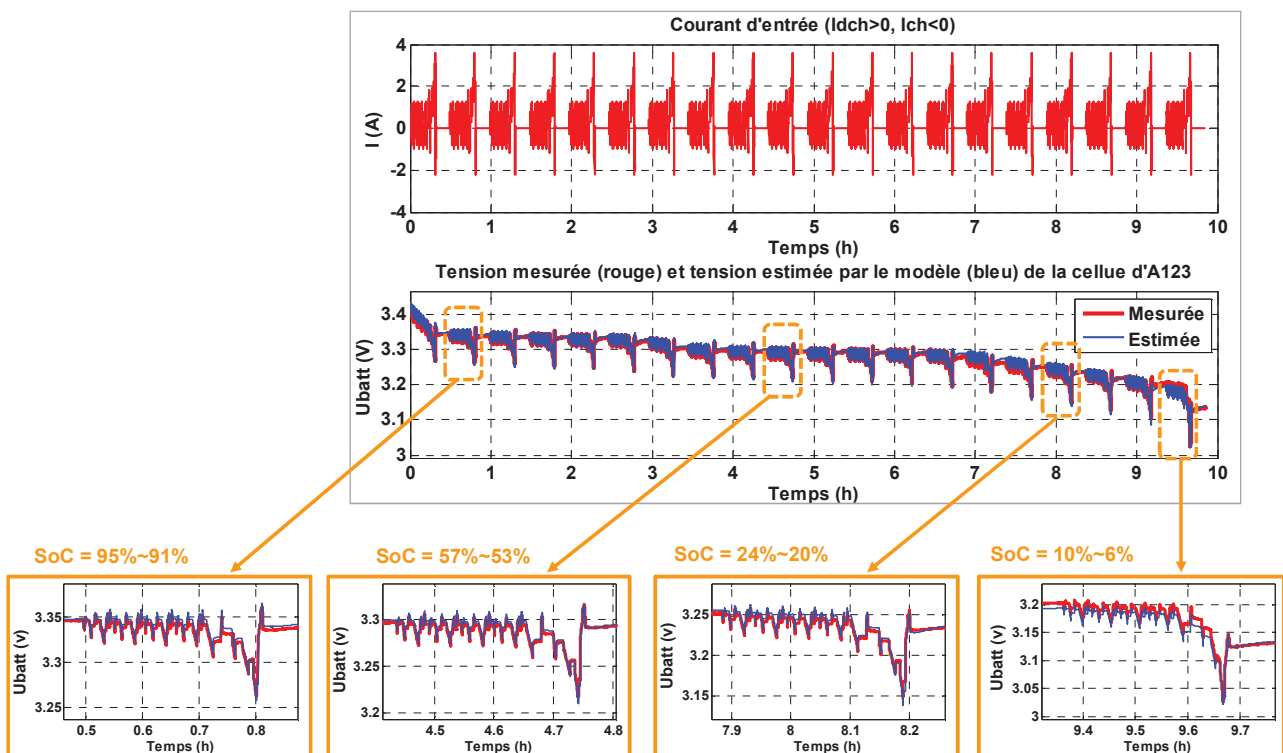 Courant d'entrée (Idch>0, Ich<0)
4
2
0
-2
-4
I (A)
0 1 2 3 4 5 6 7 8 9 10
Temps (h)
Tension mesurée (rouge) et tension estimée par le modèle (bleu) de la cellue d'A123
3.4
3.3
3.2
3.1
3
Ubatt (V)
Mesurée
Estimée
0 1 2 3 4 5 6 7 8 9 10
Temps (h)
SoC = 95%~91%
3.35
3.3
3.25
Ubatt (v)
0.5 0.6 0.7 0.8
Temps (h)
SoC = 57%~53%
3.3
3.25
3.2
Ubatt (v)
4.5 4.6 4.7 4.8
Temps (h)
SoC = 24%~20%
3.25
3.2
3.15
Ubatt (v)
7.9 8 8.1 8.2
Temps (h)
SoC = 10%~6%
3.2
3.15
3.1
3.05
3
Ubatt (v)
9.4 9.5 9.6 9.7
Temps (h)